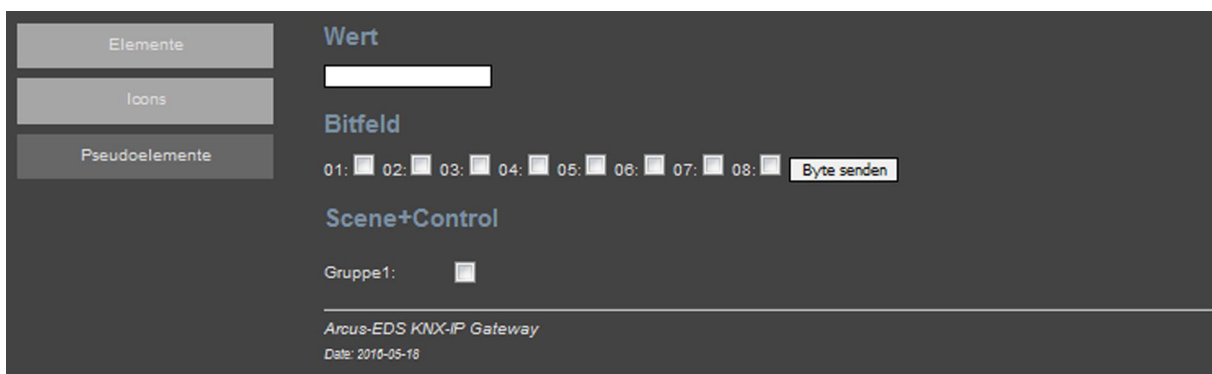 Elemente
Icons
Pseudoelemente
Wert
Bitfeld
01: 02: 03: 04: 05: 06: 07: 08: Byte senden
Scene+Control
Gruppe1:
Arcus-EDS KNX-IP Gateway
Date: 2016-05-18